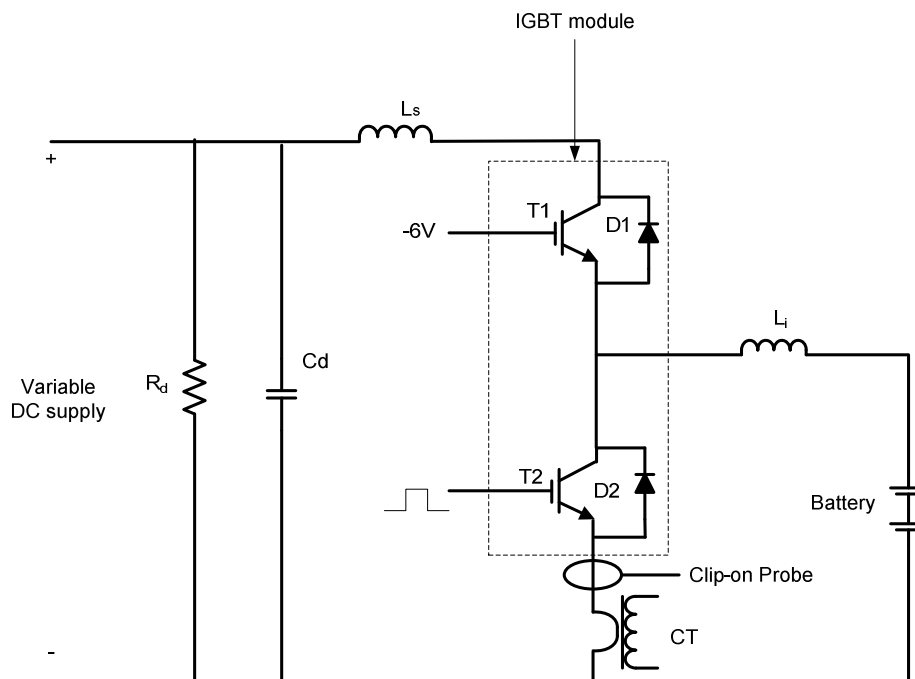 IGBT module
Ls
+
T1
D1
-6V
Li
Cd
Rd
Variable
DC supply
T2
D2
Battery
Clip-on Probe
CT
-